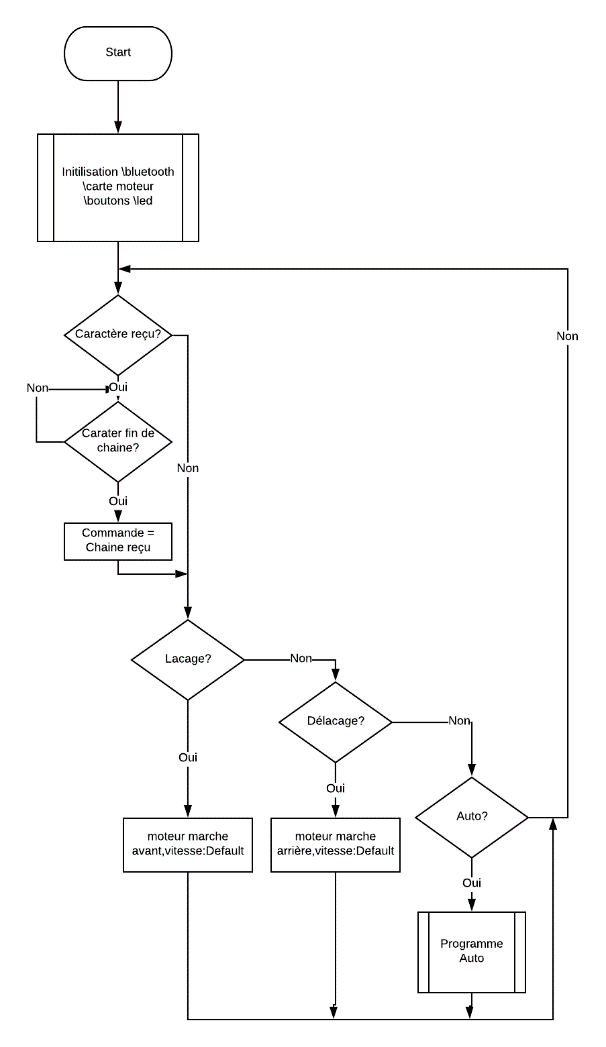 Start
Initilisation \bluetooth
\carte moteur
\boutons \led
Non
Caractère reçu?
Non
Oui
Carater fin de
chaine?
Non
Oui
Commande =
Chaine reçu
Lacage?
Non
Délacage?
Non
Oui
Oui
Auto?
moteur marche
avant,vitesse:Default
moteur marche
arrière,vitesse:Default
Oui
Programme
Auto